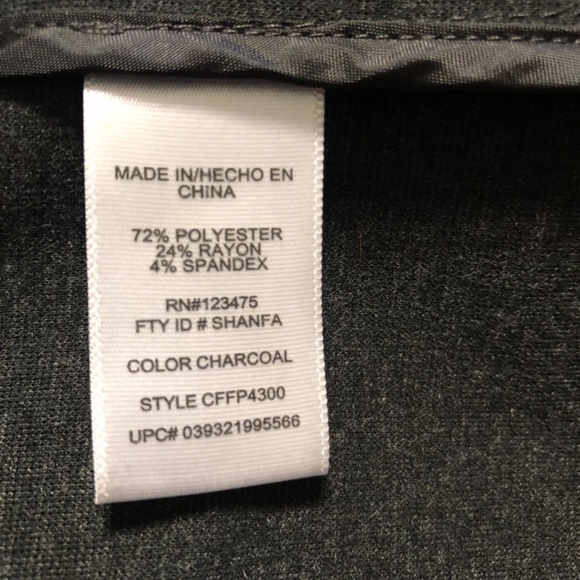 MADE IN/HECHO EN
CHINA
72% POLYESTER
24% RAYON
4% SPANDEX
RN#123475
FTY ID # SHANFA
COLOR CHARCOAL
STYLE CFFP4300
UPC# 039321995566